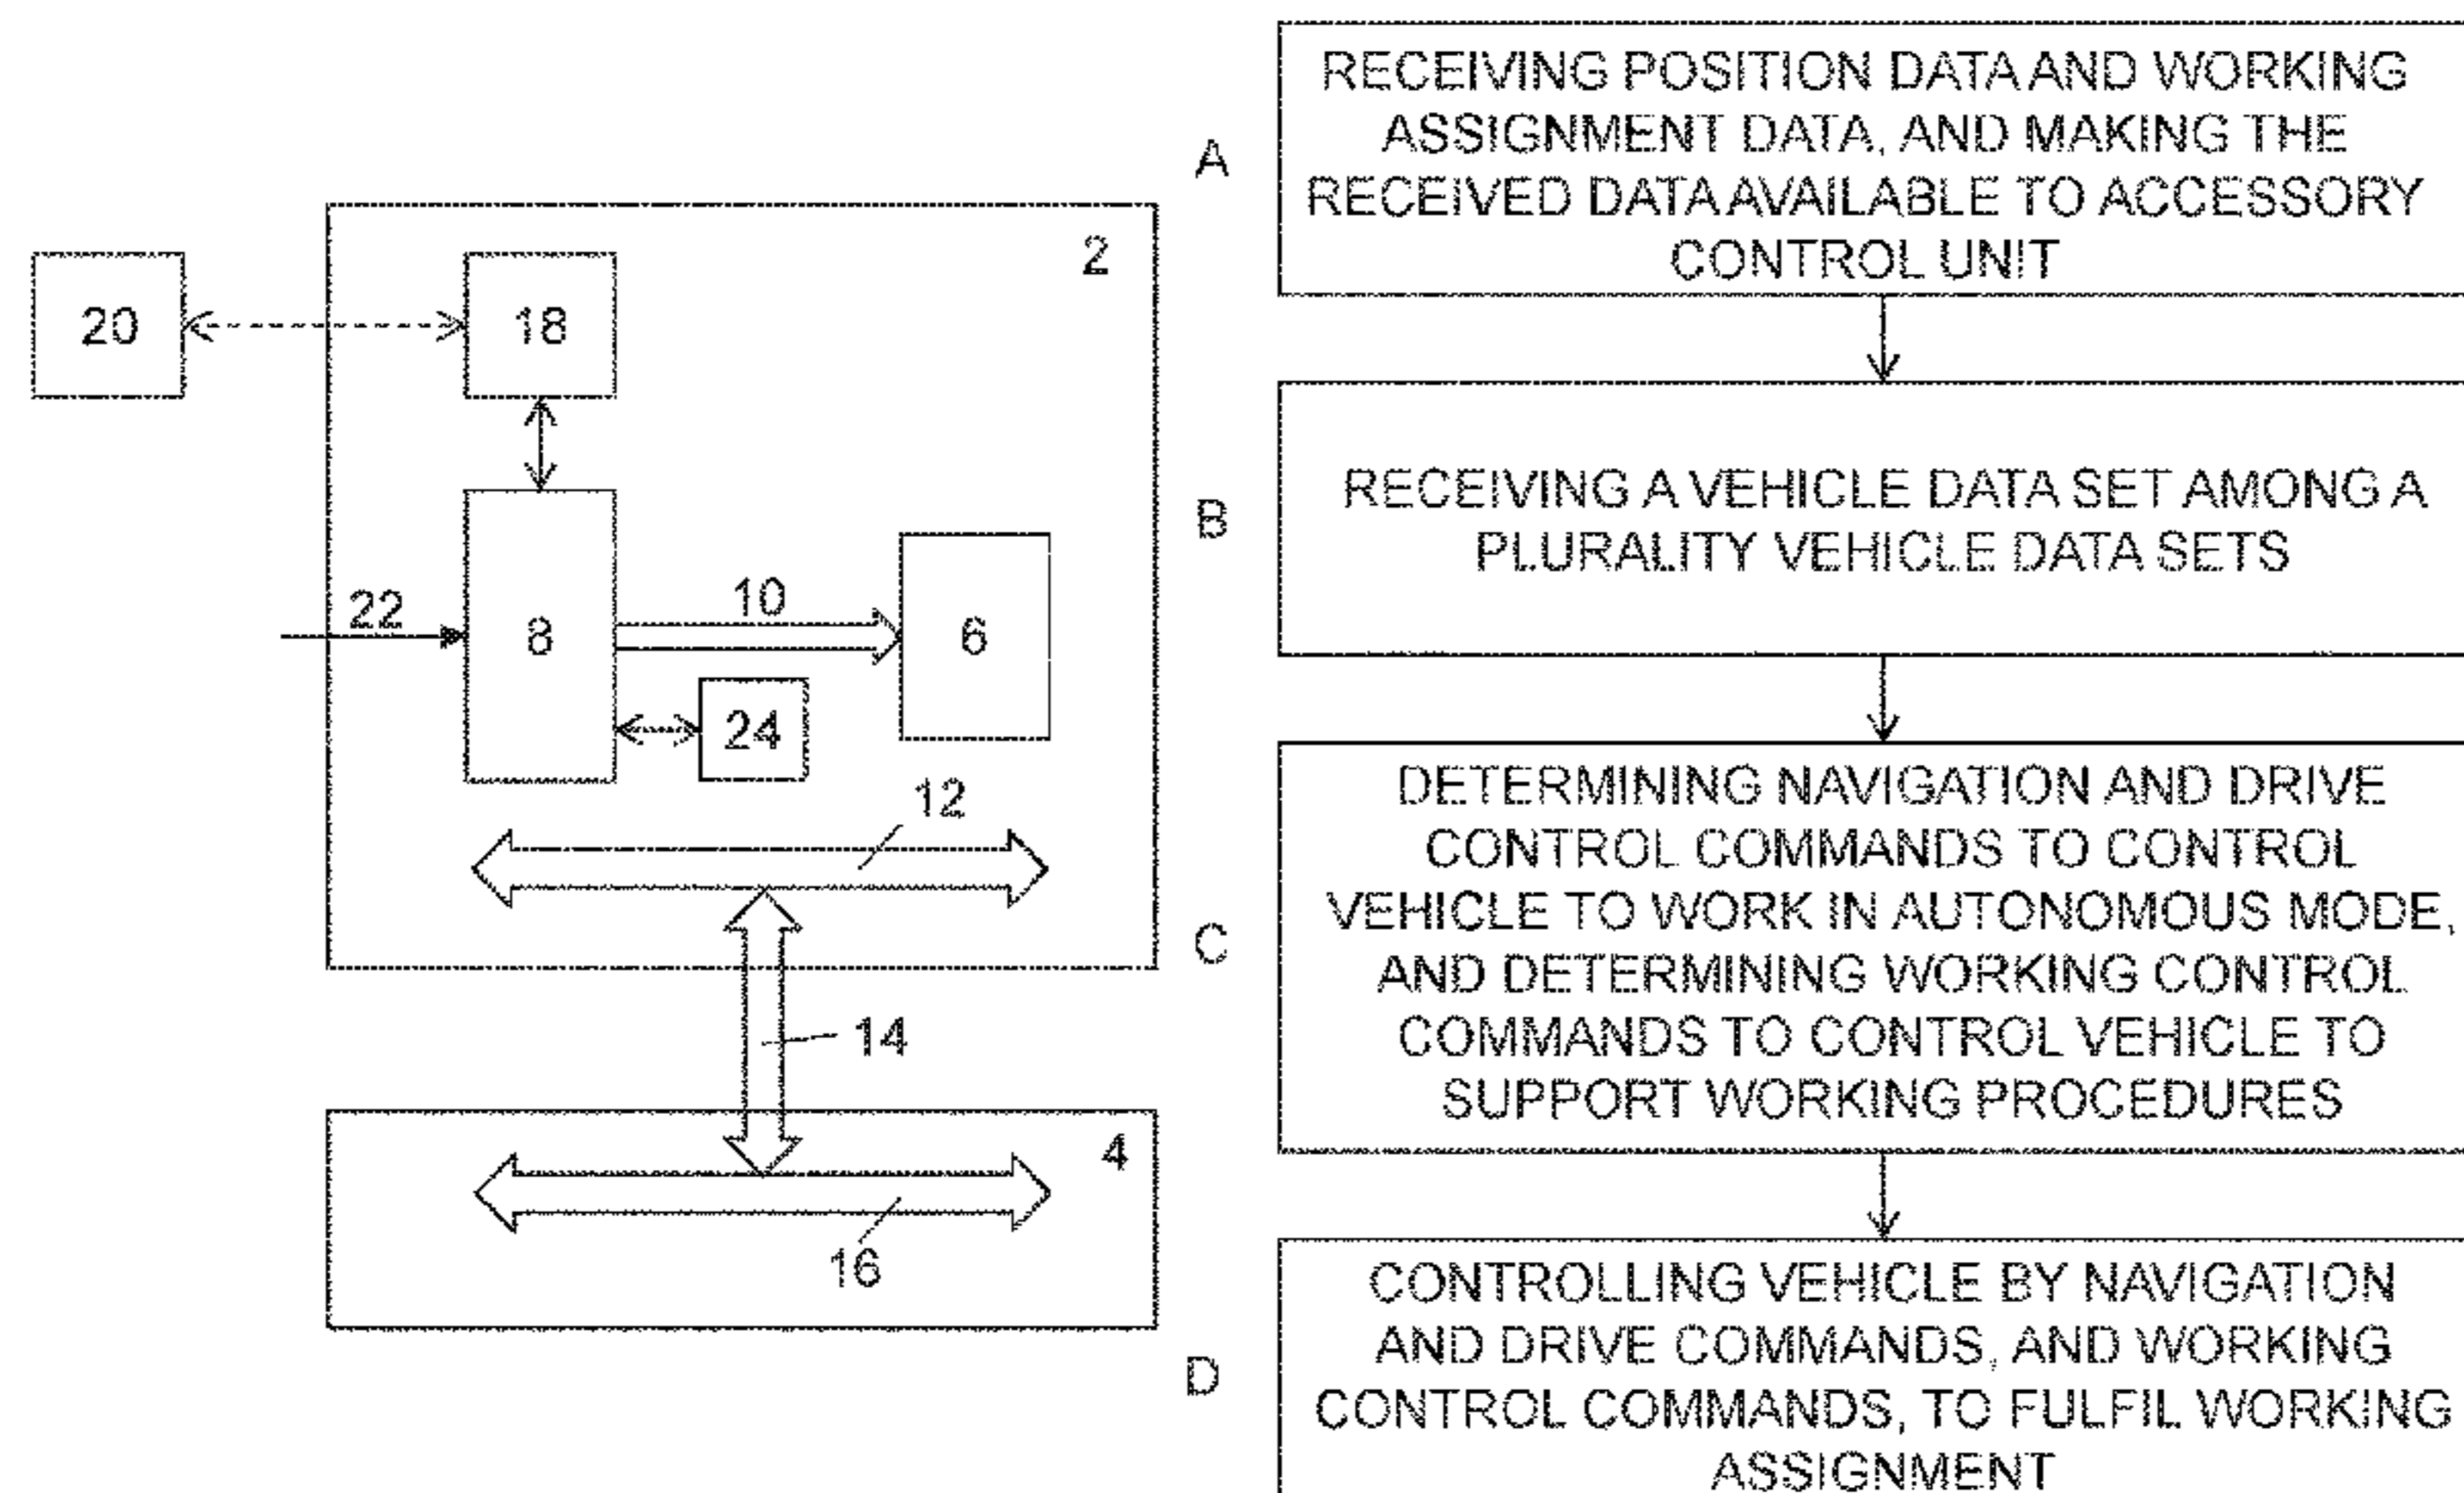 2
20
18
22
8
10
6
24
12
14
4
16
A
RECEIVING POSITION DATA AND WORKING
ASSIGNMENT DATA, AND MAKING THE
RECEIVED DATA AVAILABLE TO ACCESSORY
CONTROL UNIT
B
RECEIVING A VEHICLE DATA SET AMONG A
PLURALITY VEHICLE DATA SETS
C
DETERMINING NAVIGATION AND DRIVE
CONTROL COMMANDS TO CONTROL
VEHICLE TO WORK IN AUTONOMOUS MODE,
AND DETERMINING WORKING CONTROL
COMMANDS TO CONTROL VEHICLE TO
SUPPORT WORKING PROCEDURES
D
CONTROLLING VEHICLE BY NAVIGATION
AND DRIVE COMMANDS, AND WORKING
CONTROL COMMANDS, TO FULFIL WORKING
ASSIGNMENT